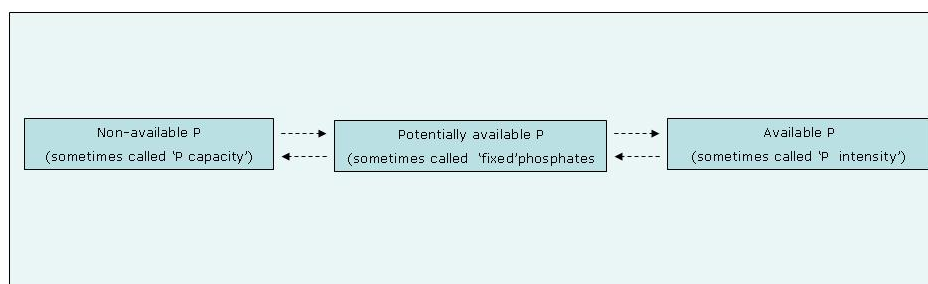 Non-available P
(sometimes called ‘P capacity’)
Potentially available P
(sometimes called ‘fixed’phosphates
Available P
(sometimes called ‘P intensity’)